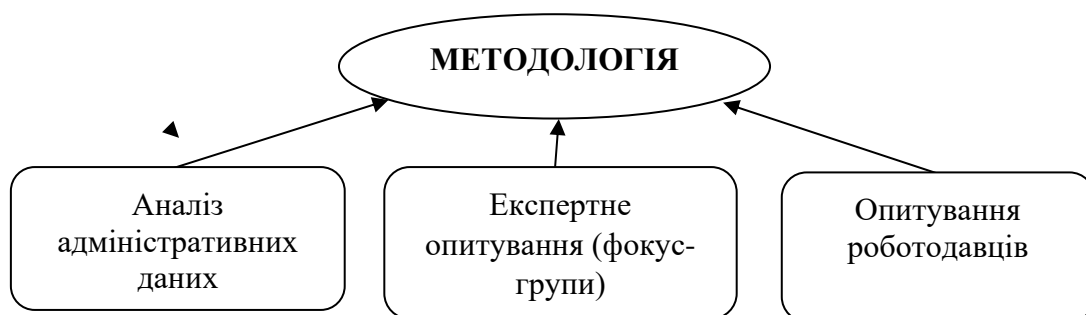 МЕТОДОЛОГІЯ
Аналіз
адміністративних
даних
Експертне
опитування (фокус-
групи)
Опитування
роботодавців